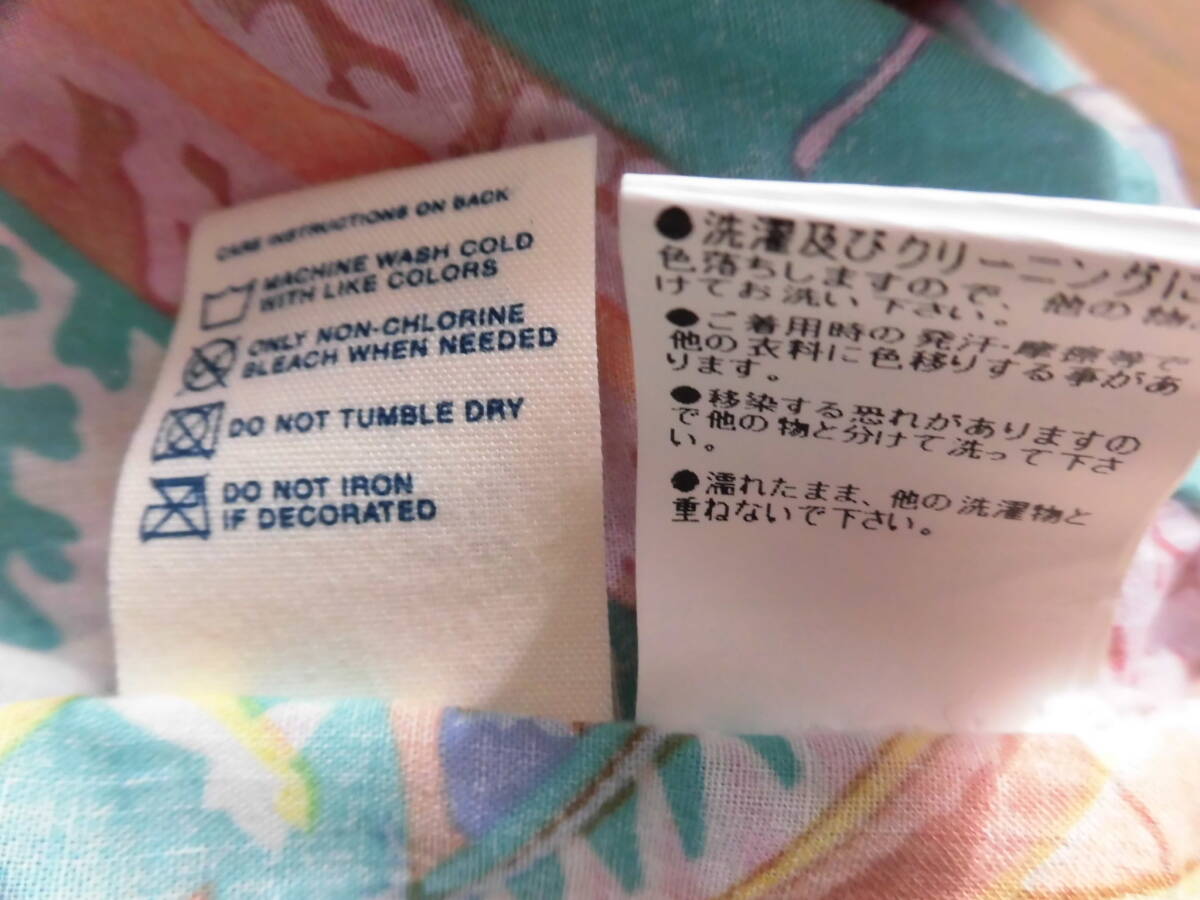 CARE INSTRUCTIONS ON BACK
MACHINE WASH COLD
WITH LIKE COLORS
ONLY NON-CHLORINE
BLEACH WHEN NEEDED
DO NOT TUMBLE DRY
DO NOT IRON
IF DECORATED
●洗濯及びクリーニングに
色落ちしますので、他の物
けてお洗い下さい。
●ご着用時の発汗・摩擦等で
他の衣料に色移りする事があ
ります。
●移染する恐れがありますの
で他の物と分けて洗って下さ
い。
●濡れたまま、他の洗濯物と
重ねないで下さい。